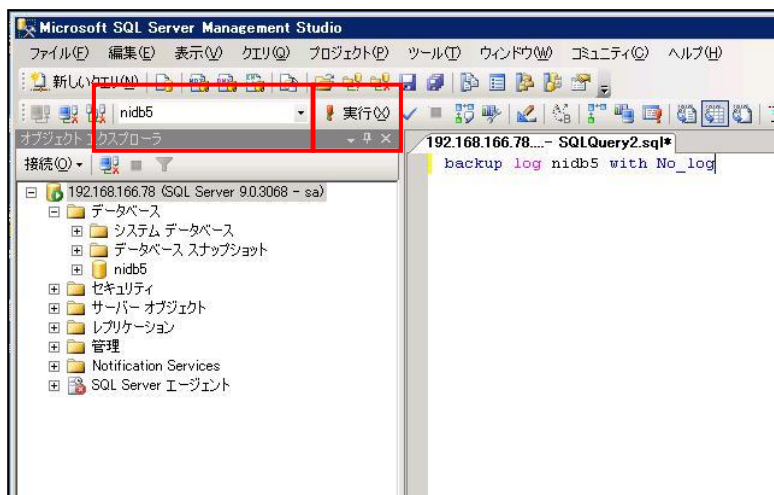 Microsoft SQL Server Management Studio
ファイル(F) 編集(E) 表示(V) クエリ(Q) プロジェクト(P) ツール(T) ウィンドウ(W) コミュニティ(C) ヘルプ(H)
新しいクエリ(N)
nidb5 実行(X)
オブジェクト エクスプローラ
192.168.166.78....- SQLQuery2.sql*
接続(O)
backup log nidb5 with No_log
192.168.166.78 (SQL Server 9.0.3068 - sa)
データベース
システム データベース
データベース スナップショット
nidb5
セキュリティ
サーバー オブジェクト
レプリケーション
管理
Notification Services
SQL Server エージェント